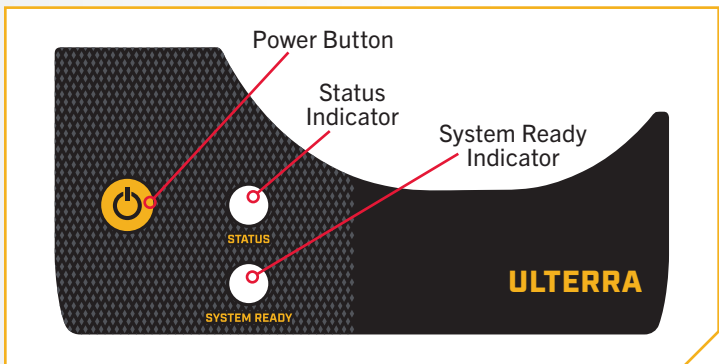 Power Button
Status
Indicator
System Ready
Indicator
STATUS
SYSTEM READY
ULTERRA